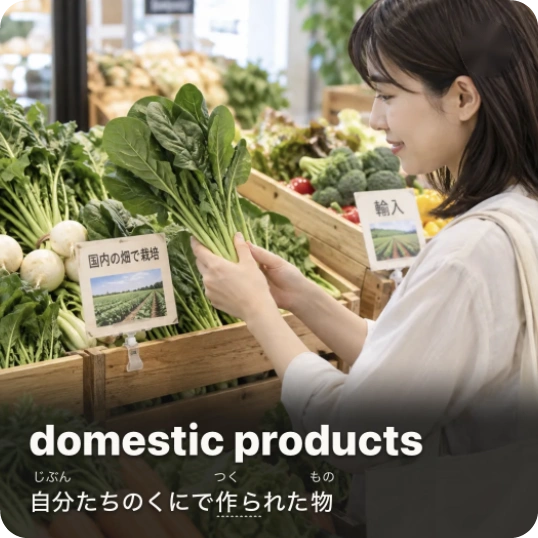 国内の畑で栽培
輸入
domestic products
じぶん つく もの
自分たちのくにで作られた物